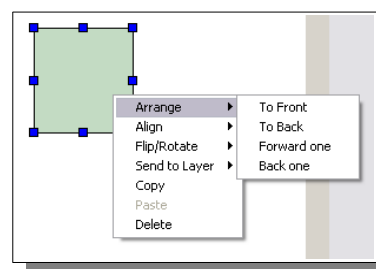 Arrange
Align
Flip/Rotate
Send to Layer
Copy
Paste
Delete
To Front
To Back
Forward one
Back one